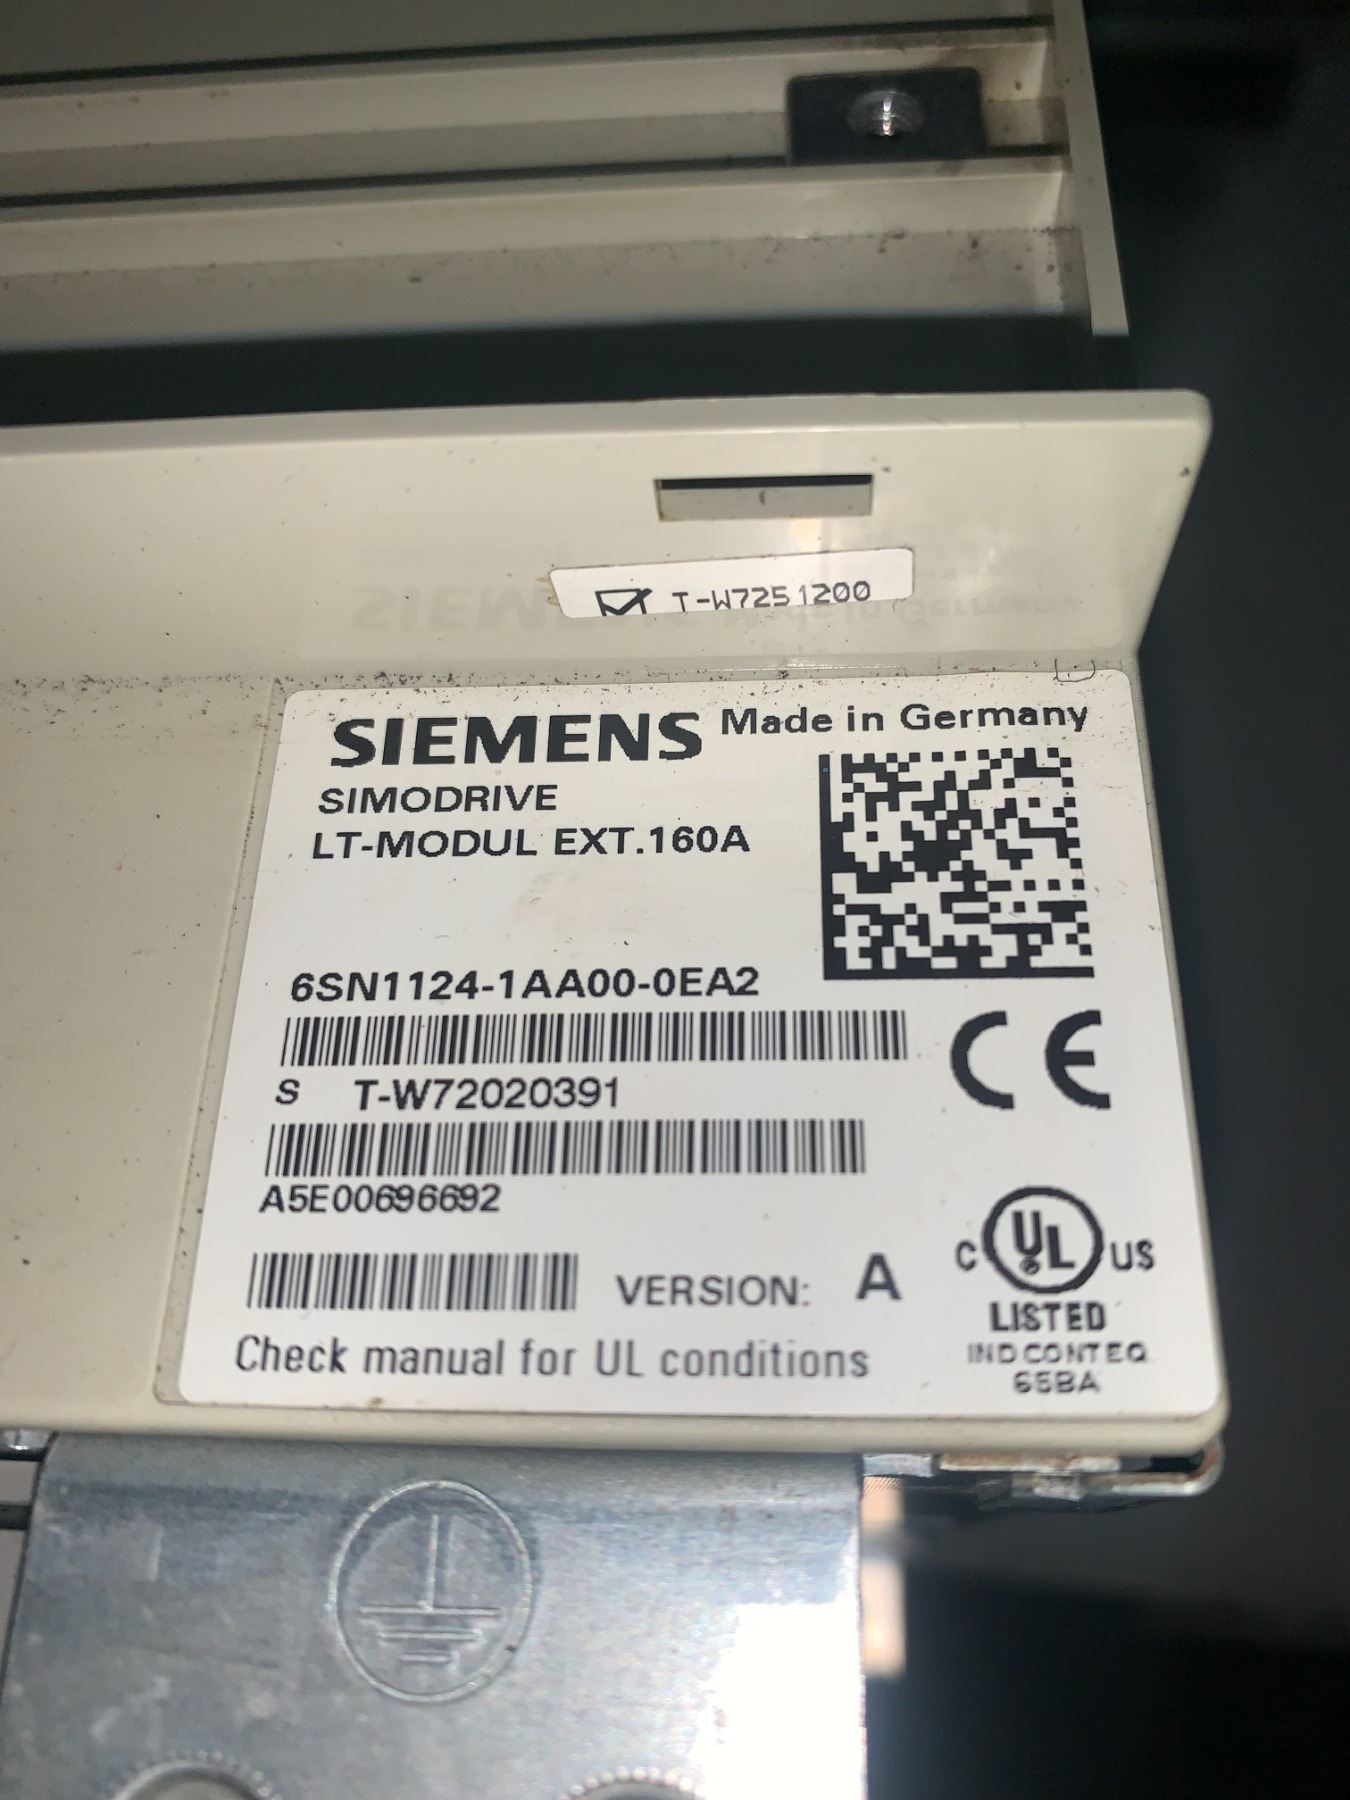 T-W7251200
SIEMENS Made in Germany
SIMODRIVE
LT-MODUL EXT.160A
6SN1124-1AA00-0EA2
S T-W72020391
A5E00696692
VERSION: A
Check manual for UL conditions
CE
C UL US
LISTED
IND CONT EQ
65BA